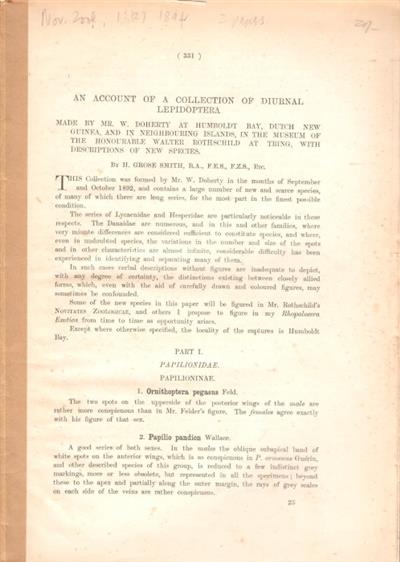 Nov. Zool, 1894
( 331 )
AN ACCOUNT OF A COLLECTION OF DIURNAL
LEPIDOPTERA
MADE BY MR. W. DOHERTY AT HUMBOLDT BAY, DUTCH NEW
GUINEA, AND IN NEIGHBOURING ISLANDS, IN THE MUSEUM OF
THE HONOURABLE WALTER ROTHSCHILD AT TRING, WITH
DESCRIPTIONS OF NEW SPECIES.
BY H. GROSE SMITH, B.A., F.E.S., F.Z.S., ETC.
THIS Collection was formed by Mr. W. Doherty in the months of September
and October 1892, and contains a large number of new and scarce species,
of many of which there are long series, for the most part in the finest possible
condition.
The series of Lycaenidae and Hesperidae are particularly noticeable in these
respects. The Danaidae are numerous, and in this and other families, where
very minute differences are considered sufficient to constitute species, and where,
even in undoubted species, the variations in the number and size of the spots
and in other characteristics are almost infinite, considerable difficulty has been
experienced in identifying and separating many of them.
In such cases verbal descriptions without figures are inadequate to depict,
with any degree of certainty, the distinctions existing between closely allied
forms, which, even with the aid of carefully drawn and coloured figures, may
sometimes be confounded.
Some of the new species in this paper will be figured in Mr. Rothschild's
NOVITATES ZOOLOGICAE, and others I propose to figure in my Rhopalocera
Exotica from time to time as opportunity arises.
Except where otherwise specified, the locality of the captures is Humboldt
Bay.
PART I.
PAPILIONIDAE.
PAPILIONINAE.
1. Ornithoptera pegasus Feld.
The two spots on the upperside of the posterior wings of the male are
rather more conspicuous than in Mr. Felder's figure. The females agree exactly
with his figure of that sex.
2. Papilio pandion Wallace.
A good series of both sexes. In the males the oblique subapical band of
white spots on the anterior wings, which is so conspicuous in P. ormenus Guérin,
and other described species of this group, is reduced to a few indistinct grey
markings, more or less obsolete, but represented in all the specimens; beyond
these to the apex and partially along the outer margin, the rays of grey scales
on each side of the veins are rather conspicuous.
23